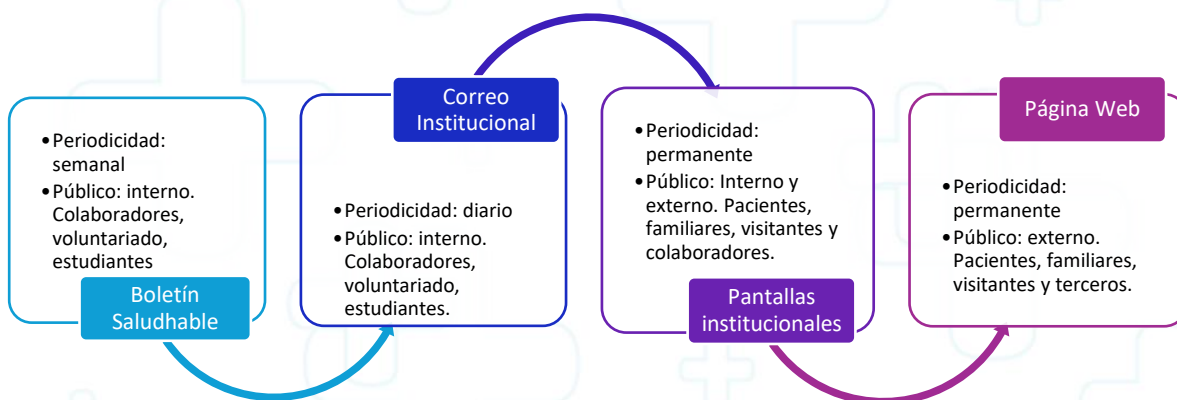 •Periodicidad:
semanal
•Público: interno.
Colaboradores,
voluntariado,
estudiantes
Boletín
Saludhable
Correo
Institucional
•Periodicidad: diario
•Público: interno.
Colaboradores,
voluntariado,
estudiantes.
•Periodicidad:
permanente
•Público: Interno y
externo. Pacientes,
familiares, visitantes y
colaboradores.
Pantallas
institucionales
Página Web
•Periodicidad:
permanente
•Público: externo.
Pacientes, familiares,
visitantes y terceros.